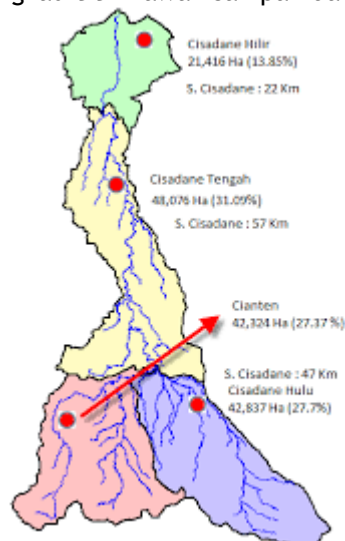 Cisadane Hilir
21,416 Ha (13.85%)
S. Cisadane : 22 Km
Cisadane Tengah
48,076 Ha (31.09%)
S. Cisadane : 57 Km
Cianten
42,324 Ha (27.37 %)
S. Cisadane : 47 Km
Cisadane Hulu
42,837 Ha (27.7%)